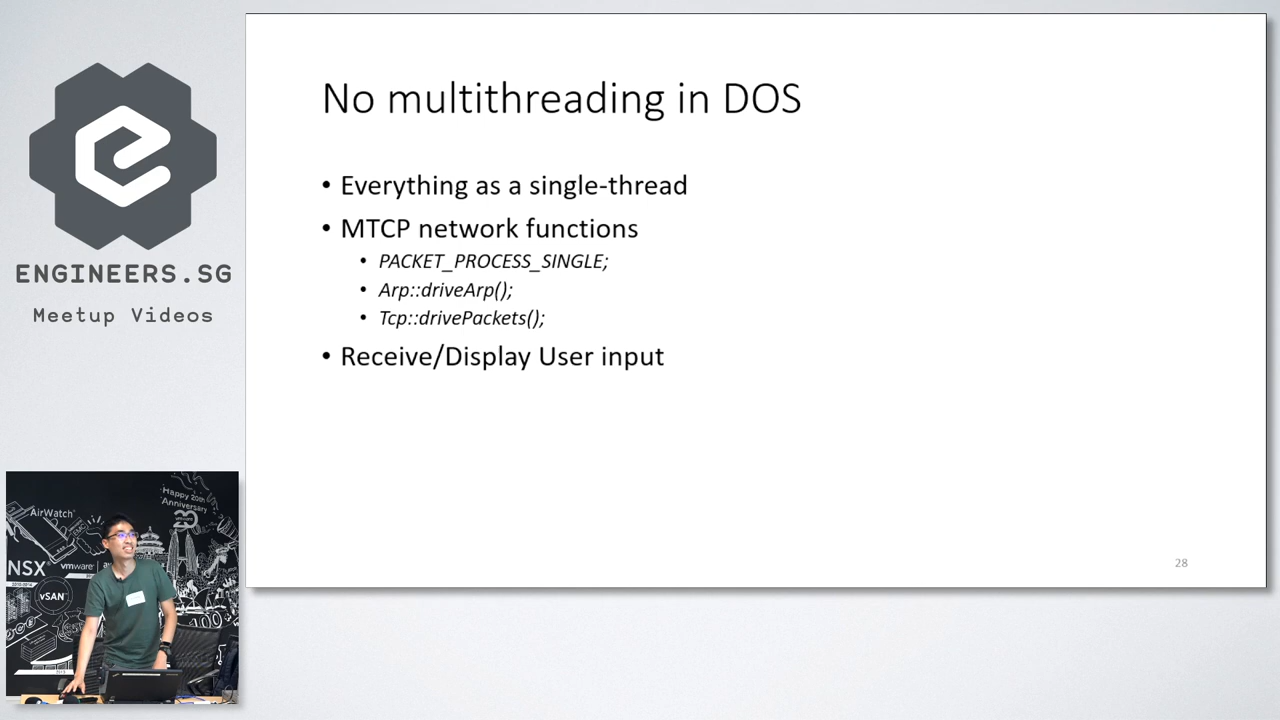 No multithreading in DOS
• Everything as a single-thread
• MTCP network functions
• PACKET_PROCESS_SINGLE;
• Arp::driveArp();
• Tcp::drivePackets();
• Receive/Display User input
28
ENGINEERS.SG
Meetup Videos
Happy 20th
Anniversary
20
AirWatch
NSX
vmware
vSAN